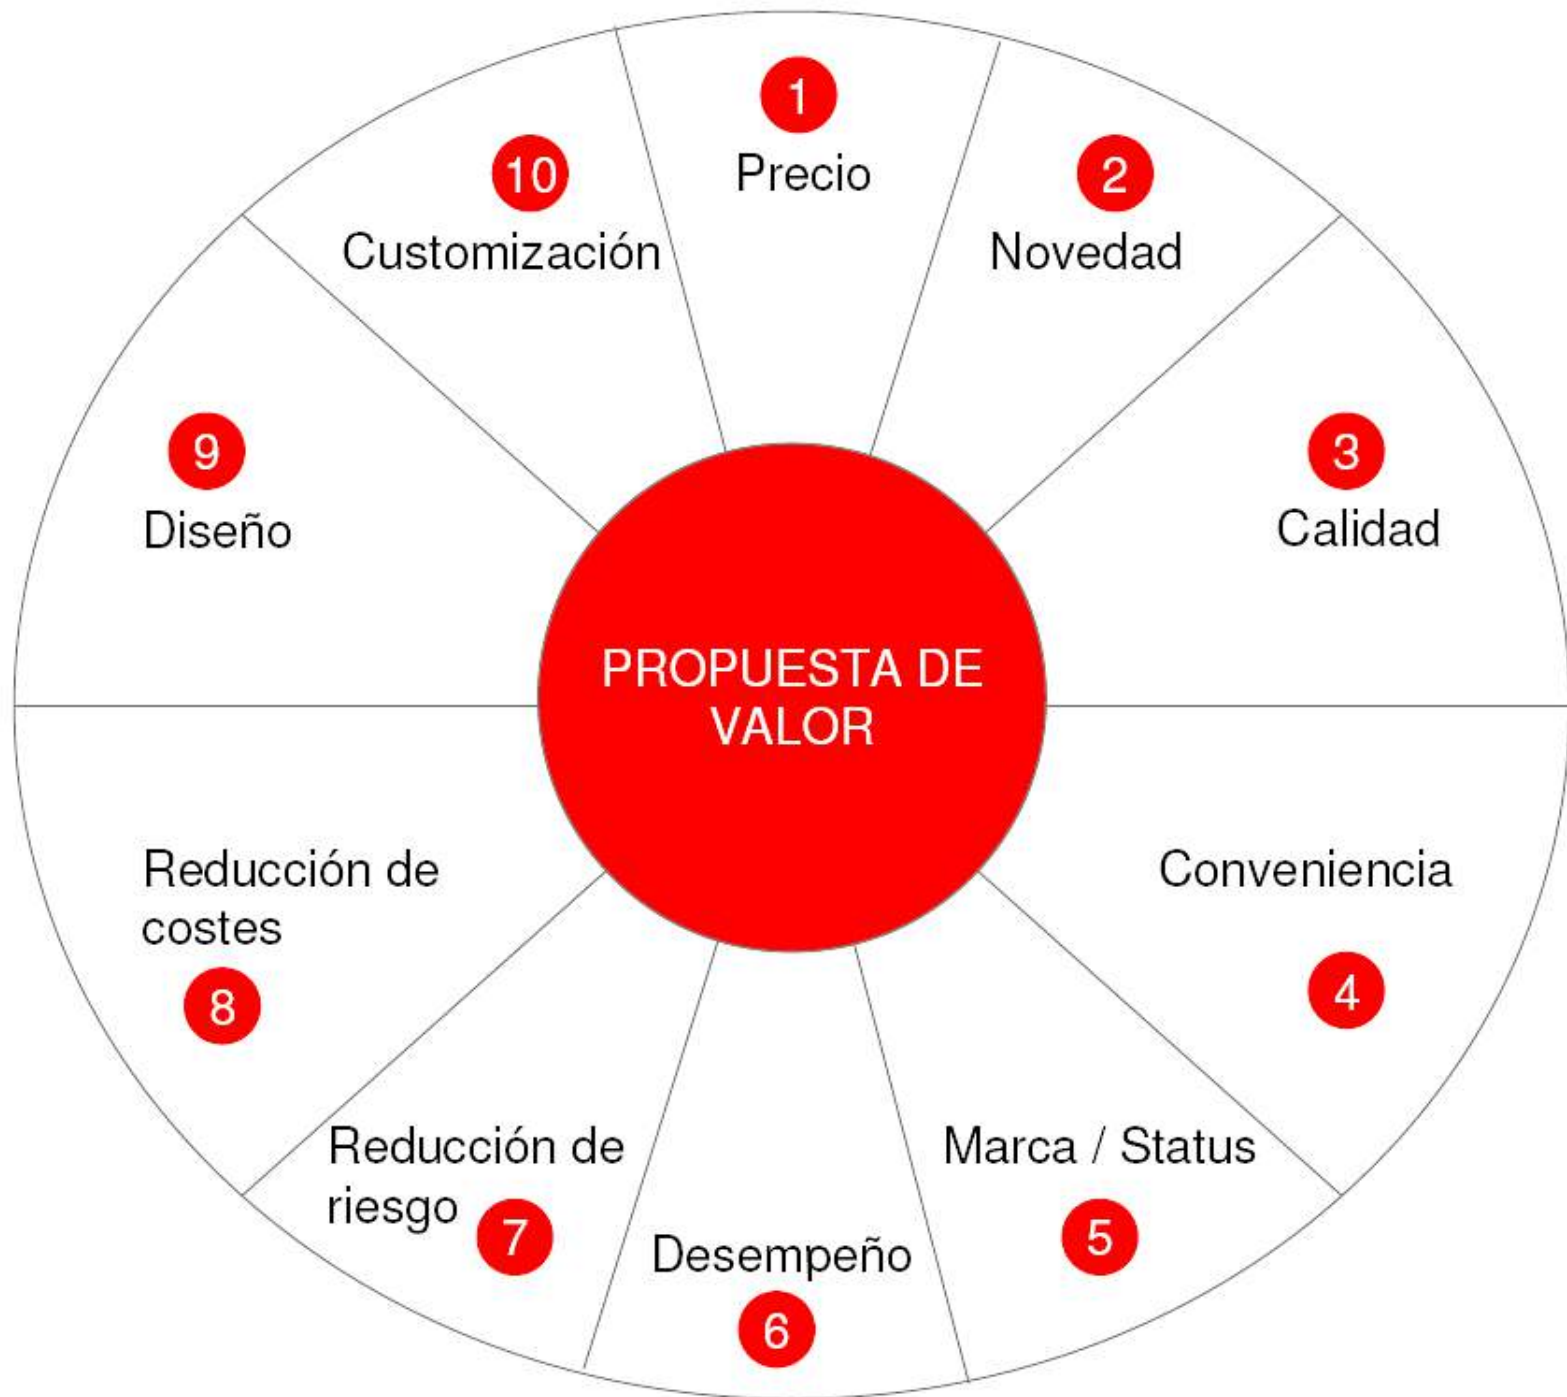 1
Precio
2
Novedad
3
Calidad
Conveniencia
4
Marca / Status
5
Desempeño
6
Reducción de
riesgo
7
Reducción de
costes
8
9
Diseño
10
Customización
PROPUESTA DE
VALOR